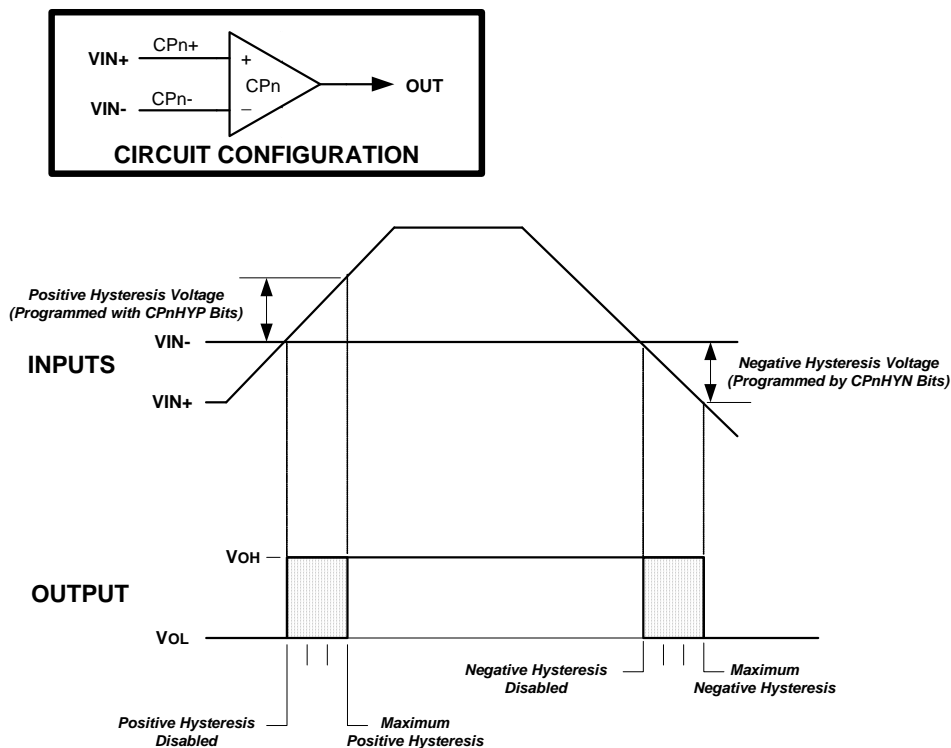 VIN+
CPn+
+
CPn
OUT
VIN-
CPn-
_
CIRCUIT CONFIGURATION
Positive Hysteresis Voltage
(Programmed with CPnHYP Bits)
VIN-
INPUTS
Negative Hysteresis Voltage
(Programmed by CPnHYN Bits)
VIN+
VOH
OUTPUT
VOL
Negative Hysteresis
Disabled
Maximum
Negative Hysteresis
Positive Hysteresis
Disabled
Maximum
Positive Hysteresis